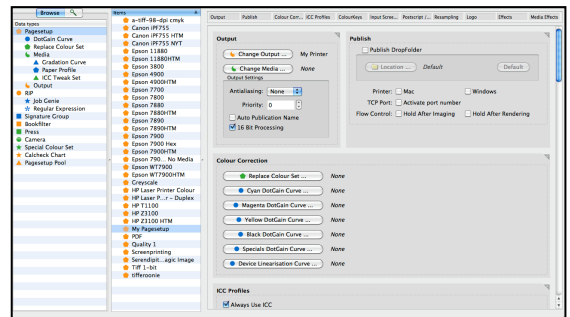 Browse
Data types
Pagesetup
DotGain Curve
Replace Colour Set
Media
Gradation Curve
Paper Profile
ICC Tweak Set
Output
RIP
Job Genie
Regular Expression
Signature Group
Bookfilter
Press
Camera
Special Colour Set
Calcheck Chart
Pagesetup Pool
Items
a-tiff-98-dpi cmyk
Canon iPF755
Canon iPF755 HTM
Canon iPF755 NYT
Epson 11880
Epson 11880HTM
Epson 3800
Epson 4900
Epson 4900HTM
Epson 7700
Epson 7800
Epson 7880
Epson 7880HTM
Epson 7890
Epson 7890HTM
Epson 7900
Epson 7900 Hex
Epson 7900HTM
Epson 790... No Media
Epson WT7900
Epson WT7900HTM
Greyscale
HP Laser Printer Colour
HP Laser P...r - Duplex
HP T1100
HP Z3100
HP Z3100 HTM
My Pagesetup
PDF
Quality 1
Screenprinting
Serendipit...agic Image
Tiff 1-bit
tifferoonie
Output Publish Colour Corr... ICC Profiles ColourKeys Input Scree... Postscript /... Resampling Logo Effects Media Effects
Output
Change Output ... My Printer
Change Media ... None
Output Settings
Antialiasing: None
Priority: 0
Auto Publication Name
16 Bit Processing
Publish
Publish DropFolder
Location ... Default Default
Printer: Mac Windows
TCP Port: Activate port number
Flow Control: Hold After Imaging Hold After Rendering
Colour Correction
Replace Colour Set ... None
Cyan DotGain Curve ... None
Magenta DotGain Curve ... None
Yellow DotGain Curve ... None
Black DotGain Curve ... None
Specials DotGain Curve ... None
Device Linearisation Curve ... None
ICC Profiles
Always Use ICC